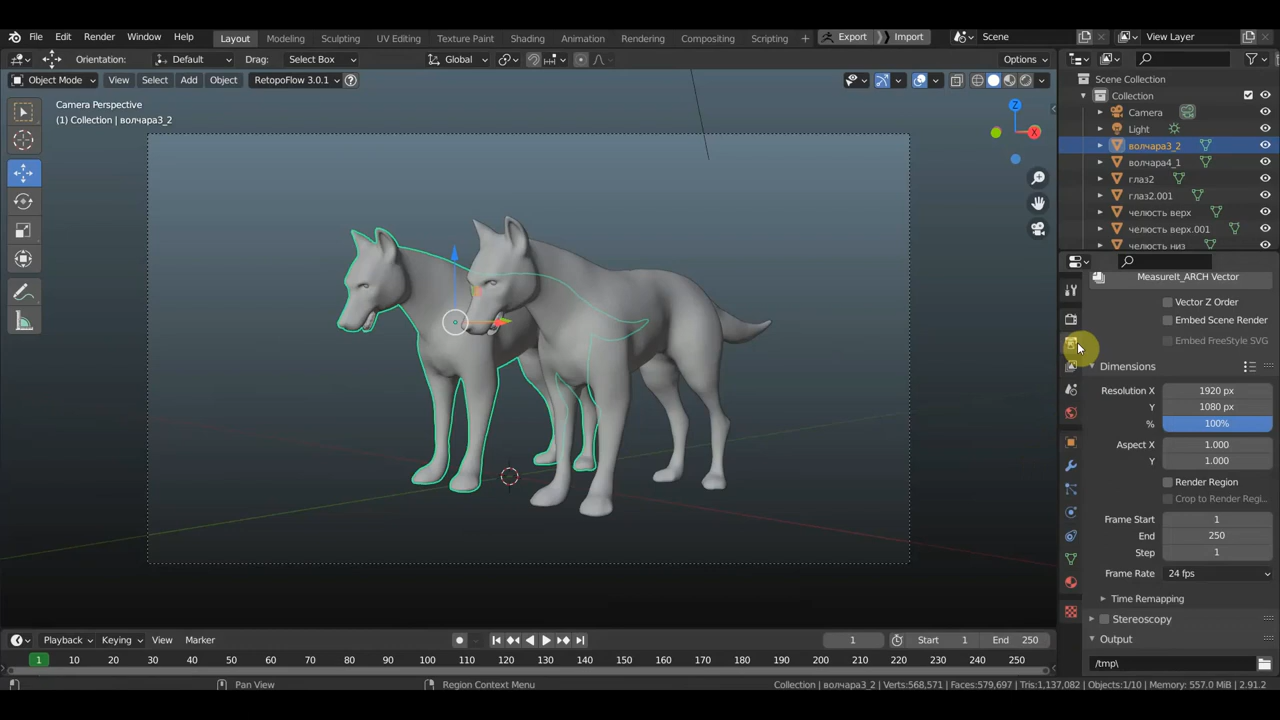 File Edit Render Window Help Layout Modeling Sculpting UV Editing Texture Paint Shading Animation Rendering Compositing Scripting + Export Import Scene View Layer
Orientation: Default Drag: Select Box Global Options
Object Mode View Select Add Object RetopoFlow 3.0.1
Camera Perspective
(1) Collection | волчара3_2
Z
X
Scene Collection
Collection
Camera
Light
волчара3_2
волчара4_1
глаз2
глаз2.001
челюсть верх
челюсть верх.001
челюсть низ
MeasureIt_ARCH Vector
Vector Z Order
Embed Scene Render
Embed FreeStyle SVG
Dimensions
Resolution X 1920 px
Y 1080 px
% 100%
Aspect X 1.000
Y 1.000
Render Region
Crop to Render Regi...
Frame Start 1
End 250
Step 1
Frame Rate 24 fps
Time Remapping
Stereoscopy
Output
/tmp\
Playback Keying View Marker 1 Start 1 End 250
1 10 20 30 40 50 60 70 80 90 100 110 120 130 140 150 160 170 180 190 200 210 220 230 240 250
Pan View Region Context Menu Collection | волчара3_2 | Verts:568,571 | Faces:579,697 | Tris:1,137,082 | Objects:1/10 | Memory: 557.0 MiB | 2.91.2